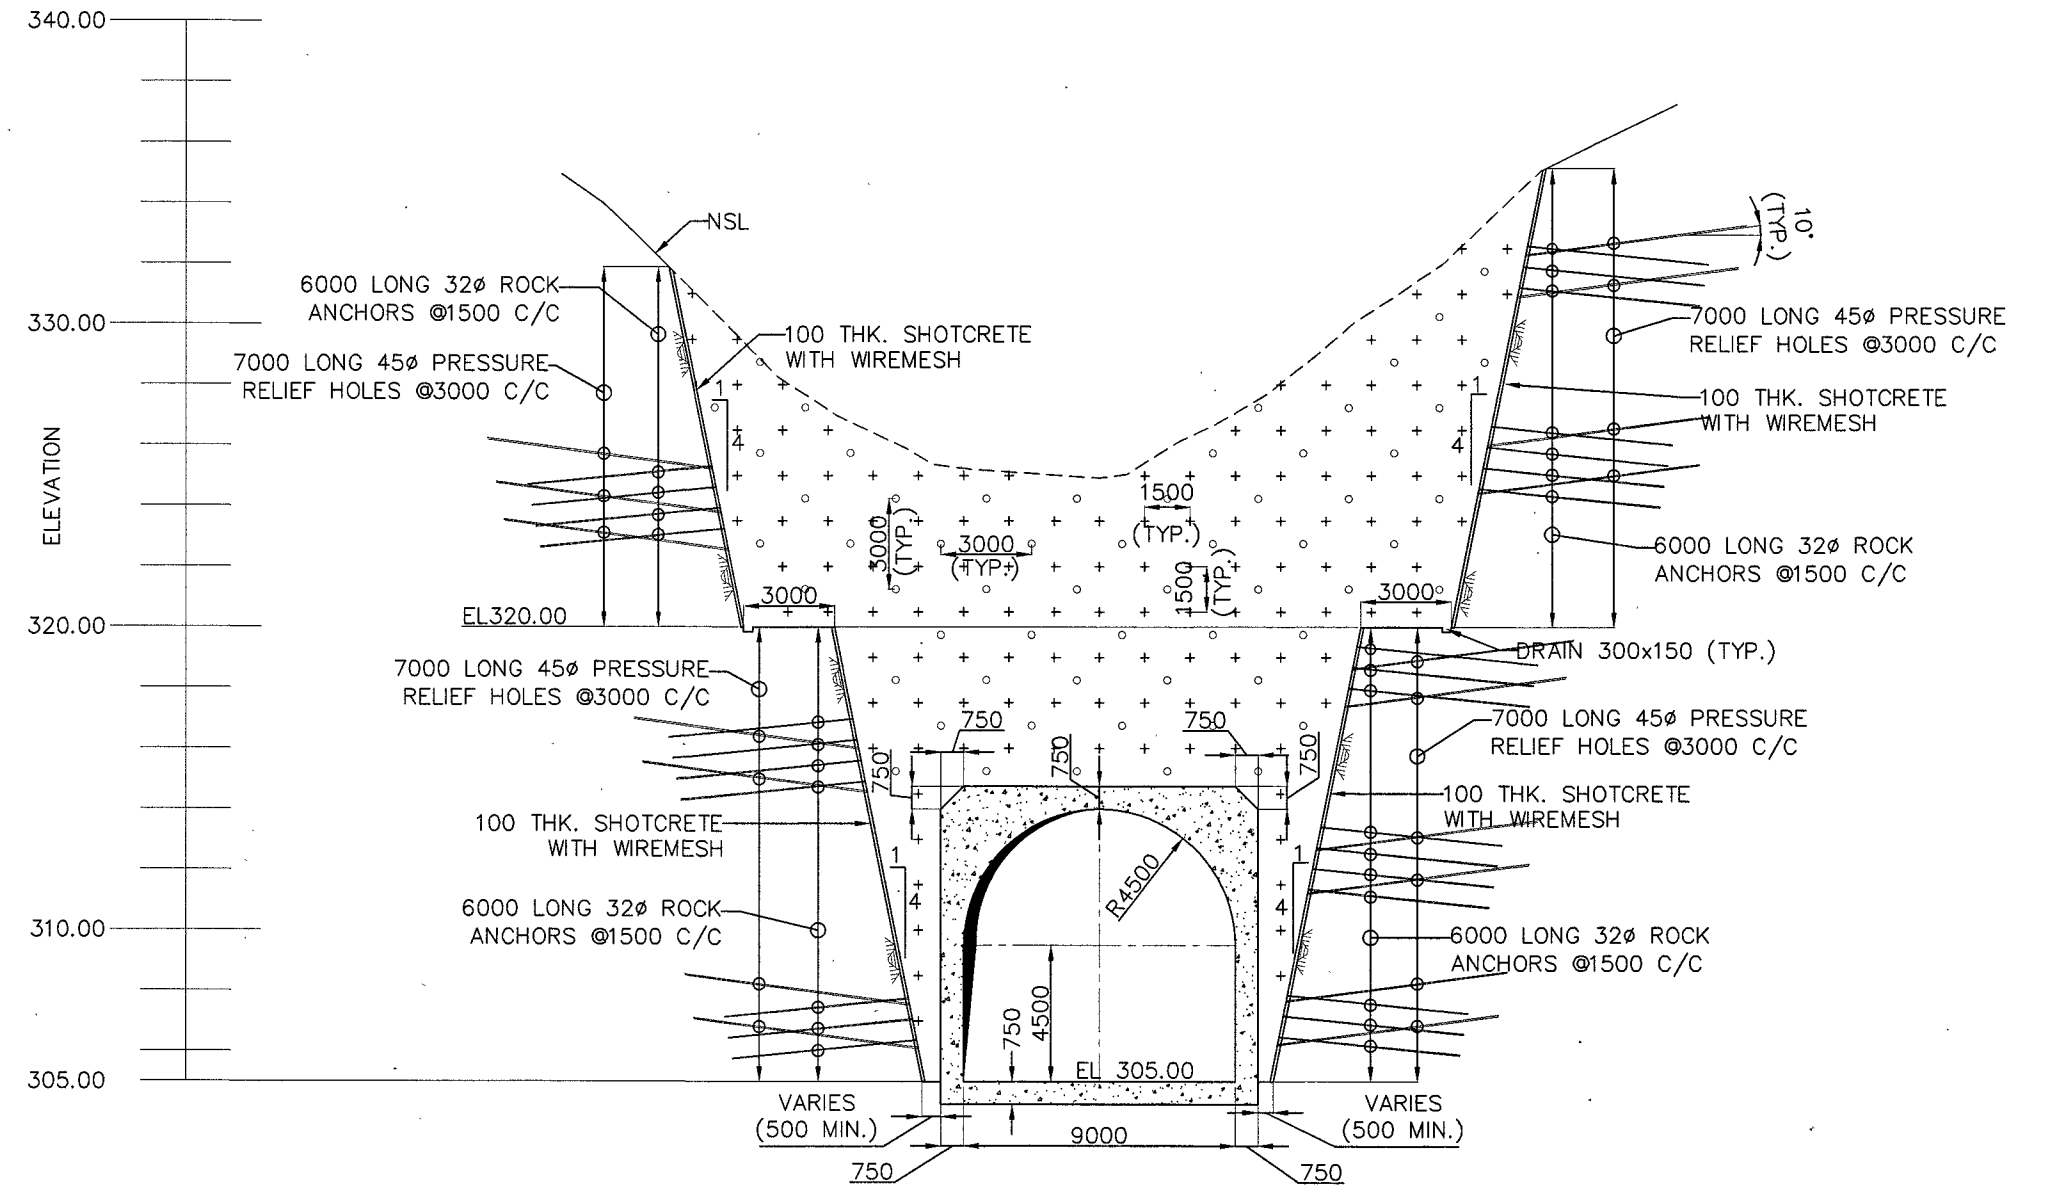 340.00
330.00
320.00
310.00
305.00
ELEVATION
NSL
6000 LONG 32ø ROCK
ANCHORS @1500 C/C
7000 LONG 45ø PRESSURE
RELIEF HOLES @3000 C/C
100 THK. SHOTCRETE
WITH WIREMESH
1
4
10°
(TYP.)
7000 LONG 45ø PRESSURE
RELIEF HOLES @3000 C/C
100 THK. SHOTCRETE
WITH WIREMESH
1
4
6000 LONG 32ø ROCK
ANCHORS @1500 C/C
3000
(TYP.)
3000
(TYP.)
1500
(TYP.)
1500
(TYP.)
EL320.00
3000
3000
DRAIN 300x150 (TYP.)
7000 LONG 45ø PRESSURE
RELIEF HOLES @3000 C/C
100 THK. SHOTCRETE
WITH WIREMESH
1
4
6000 LONG 32ø ROCK
ANCHORS @1500 C/C
750
750
750
750
750
7000 LONG 45ø PRESSURE
RELIEF HOLES @3000 C/C
100 THK. SHOTCRETE
WITH WIREMESH
1
4
6000 LONG 32ø ROCK
ANCHORS @1500 C/C
R4500
4500
750
EL 305.00
VARIES
(500 MIN.)
VARIES
(500 MIN.)
9000
750
750